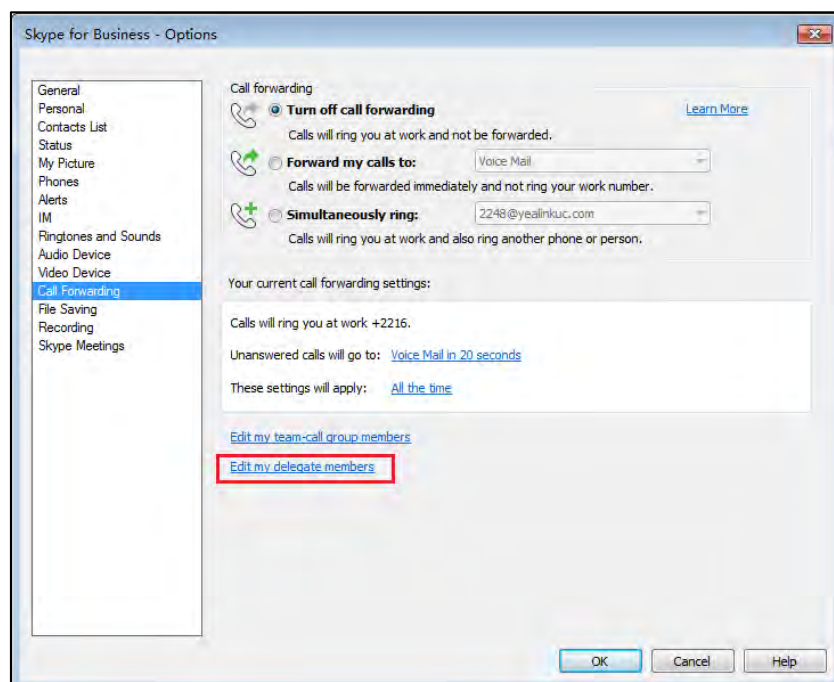 Skype for Business - Options
General
Personal
Contacts List
Status
My Picture
Phones
Alerts
IM
Ringtones and Sounds
Audio Device
Video Device
Call Forwarding
File Saving
Recording
Skype Meetings
Call forwarding
Turn off call forwarding
Learn More
Calls will ring you at work and not be forwarded.
Forward my calls to:
Voice Mail
Calls will be forwarded immediately and not ring your work number.
Simultaneously ring:
2248@yealinkuc.com
Calls will ring you at work and also ring another phone or person.
Your current call forwarding settings:
Calls will ring you at work +2216.
Unanswered calls will go to: Voice Mail in 20 seconds
These settings will apply: All the time
Edit my team-call group members
Edit my delegate members
OK
Cancel
Help